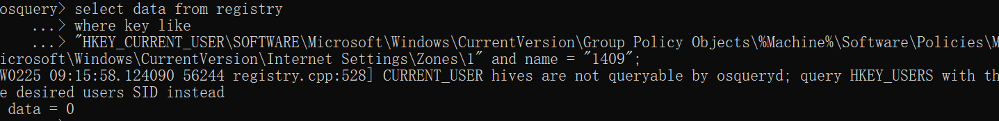 osquery> select data from registry
    ...> where key like
    ...> "HKEY_CURRENT_USER\SOFTWARE\Microsoft\Windows\CurrentVersion\Group Policy Objects\%Machine%\Software\Policies\M
icrosoft\Windows\CurrentVersion\Internet Settings\Zones\1" and name = "1409";
W0225 09:15:58.124090 56244 registry.cpp:528] CURRENT_USER hives are not queryable by osqueryd; query HKEY_USERS with th
e desired users SID instead
 data = 0